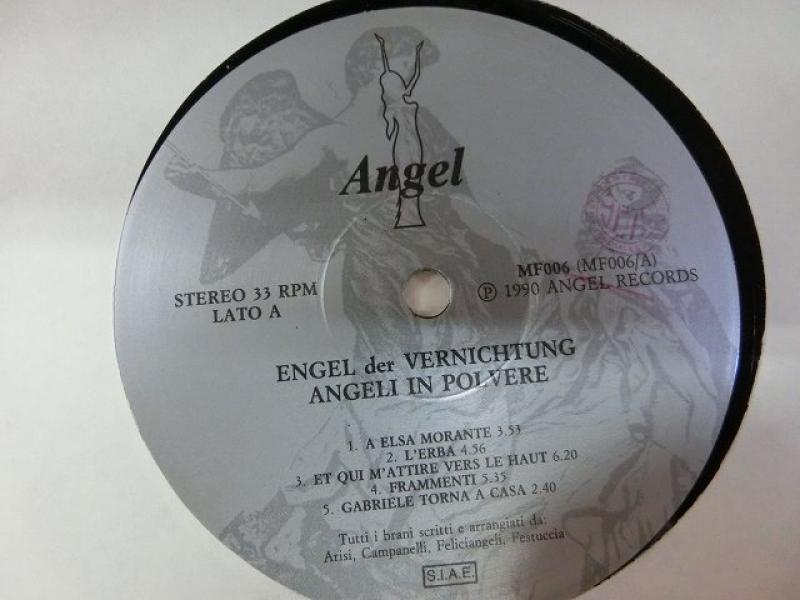 Angel
STEREO 33 RPM
LATO A
MF006 (MF006/A)
℗ 1990 ANGEL RECORDS
ENGEL der VERNICHTUNG
ANGELI IN POLVERE
1. A ELSA MORANTE 3.53
2. L'ERBA 4.56
3. ET QUI M'ATTIRE VERS LE HAUT 6.20
4. FRAMMENTI 5.35
5. GABRIELE TORNA A CASA 2.40
Tutti i brani scritti e arrangiati da:
Arisi, Campanelli, Feliciangeli, Festuccia
S.I.A.E.